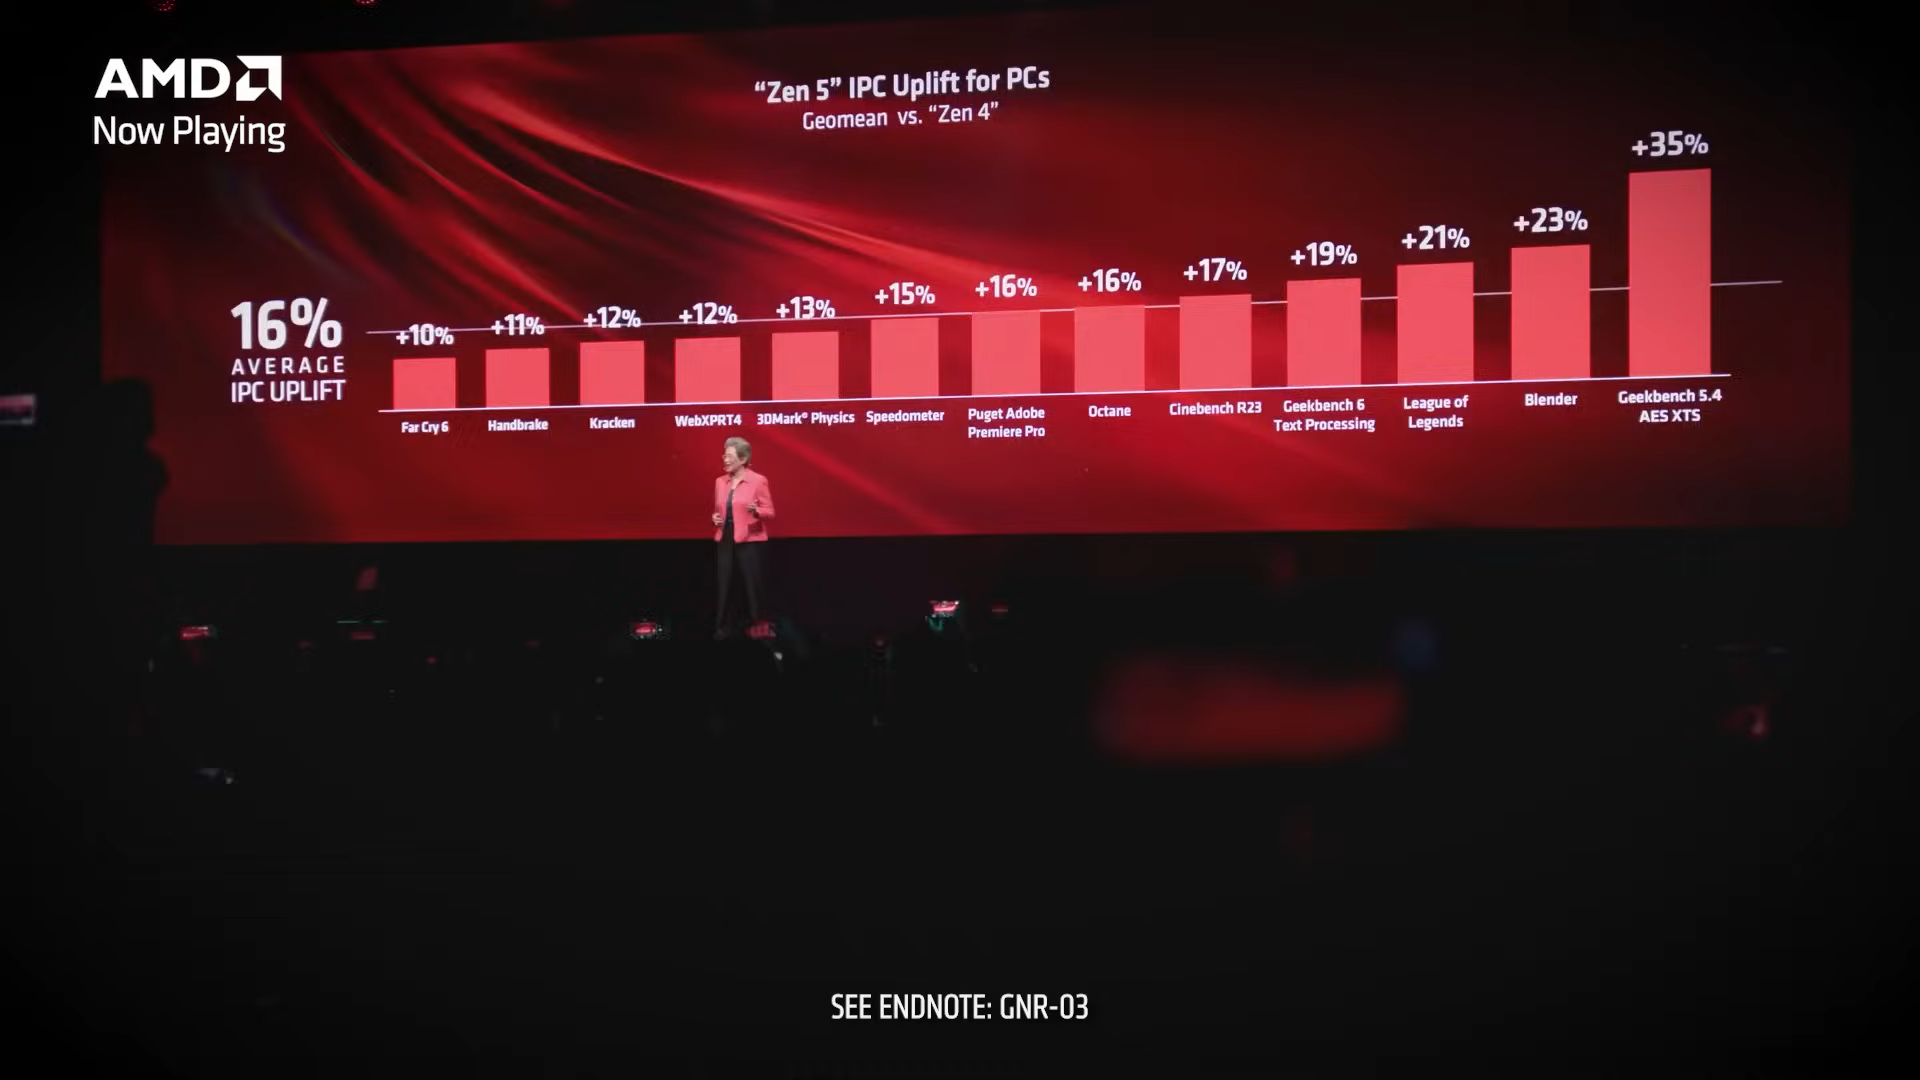 AMD
Now Playing
“Zen 5” IPC Uplift for PCs
Geomean vs. “Zen 4”
16%
AVERAGE
IPC UPLIFT
+10%
+11%
+12%
+12%
+13%
+15%
+16%
+16%
+17%
+19%
+21%
+23%
+35%
Far Cry 6
Handbrake
Kracken
WebXPRT4
3DMark® Physics
Speedometer
Puget Adobe
Premiere Pro
Octane
Cinebench R23
Geekbench 6
Text Processing
League of
Legends
Blender
Geekbench 5.4
AES XTS
SEE ENDNOTE: GNR-03